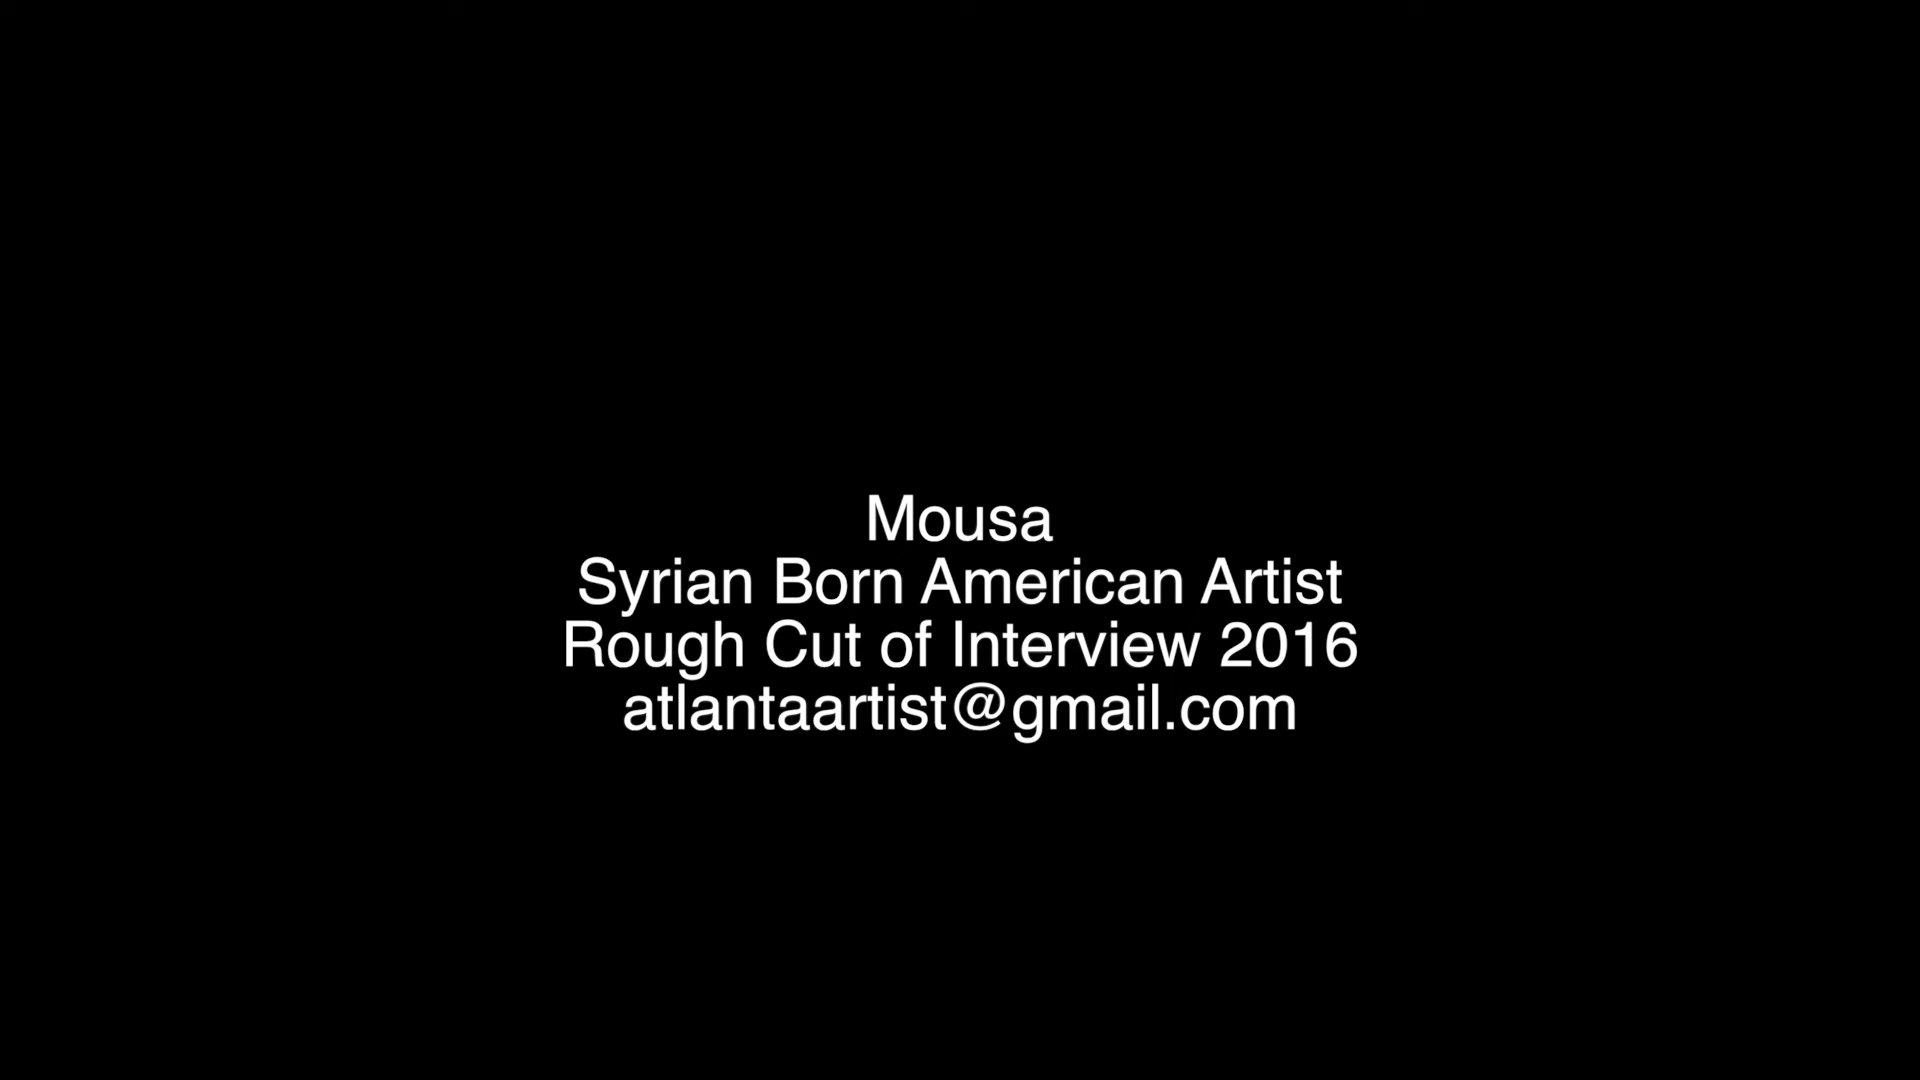 Mousa
Syrian Born American Artist
Rough Cut of Interview 2016
atlantaartist@gmail.com